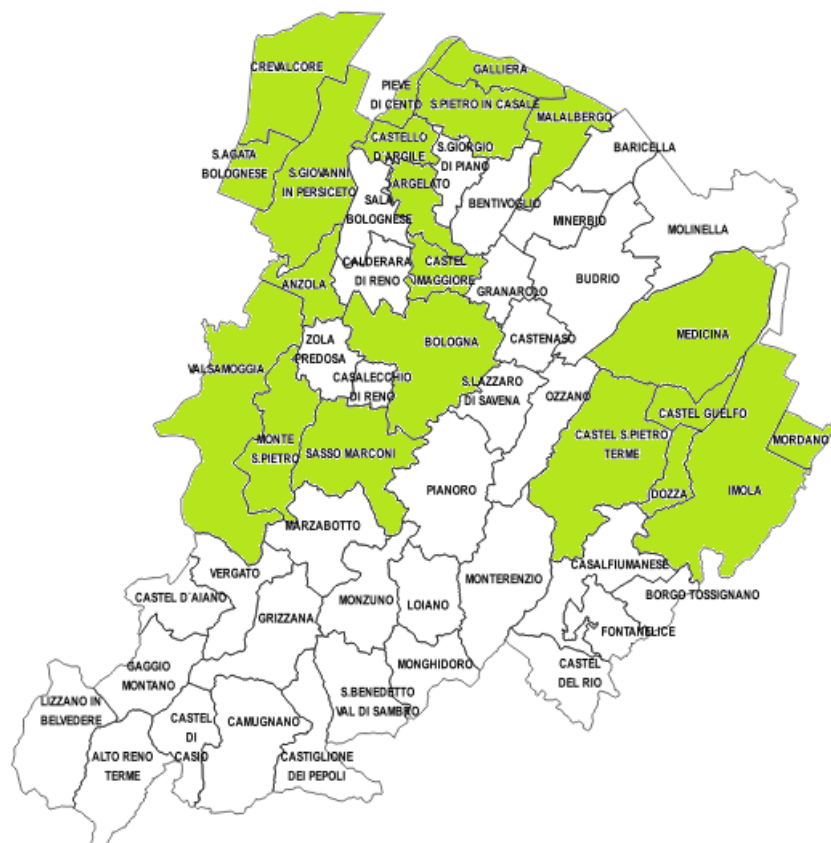 CREVALCORE
GALLIERA
PIEVE
DI CENTO
S.PIETRO IN CASALE
MALALBERGO
CASTELLO
D'ARGILE
S.GIORGIO
DI PIANO
BARICELLA
S.AGATA
BOLOGNESE
S.GIOVANNI
IN PERSICETO
ARGELATO
SALA
BOLOGNESE
BENTIVOGLIO
MINERBIO
MOLINELLA
CALDERARA
DI RENO
CASTEL
MAGGIORE
ANZOLA
GRANAROLO
BUDRIO
ZOLA
PREDOSA
BOLOGNA
CASTENASO
MEDICINA
VALSAMOGGIA
CASALECCHIO
DI RENO
S.LAZZARO
DI SAVENA
OZZANO
CASTEL GUELFO
MONTE
S.PIETRO
SASSO MARCONI
CASTEL S.PIETRO
TERME
MORDANO
PIANORO
DOZZA
IMOLA
MARZABOTTO
VERGATO
CASALFIUMANESE
CASTEL D'AIANO
MONZUNO
LOIANO
MONTERENZIO
BORGO TOSSIGNANO
GRIZZANA
FONTANELICE
GAGGIO
MONTANO
MONGHIDORO
CASTEL
DEL RIO
LIZZANO IN
BELVEDERE
S.BENEDETTO
VAL DI SAMBRO
CASTEL
DI
CASIO
CAMUGNANO
ALTO RENO
TERME
CASTIGLIONE
DEI PEPOLI